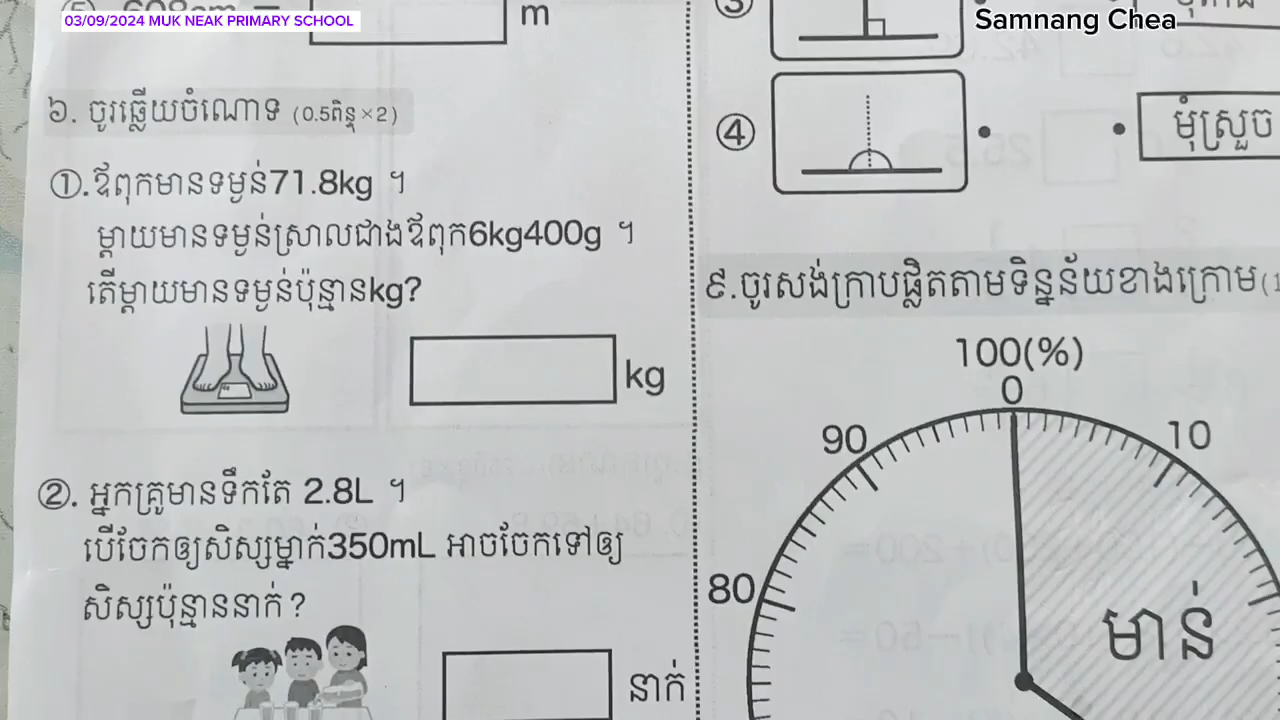 03/09/2024 MUK NEAK PRIMARY SCHOOL
Samnang Chea
m
៦. ចូរឆ្លើយចំណោទ (0.5ពិន្ទុ×2)
①.ឪពុកមានទម្ងន់71.8kg ។
ម្ដាយមានទម្ងន់ស្រាលជាងឪពុក6kg400g ។
តើម្ដាយមានទម្ងន់ប៉ុន្មានkg?
kg
②. អ្នកគ្រូមានទឹកតែ 2.8L ។
បើចែកឲ្យសិស្សម្នាក់350mL អាចចែកទៅឲ្យ
សិស្សប៉ុន្មាននាក់?
នាក់
③
④
មុំស្រួច
៩.ចូរសង់ក្រាបផ្លិតតាមទិន្នន័យខាងក្រោម
100(%)
0
90
10
80
មាន់